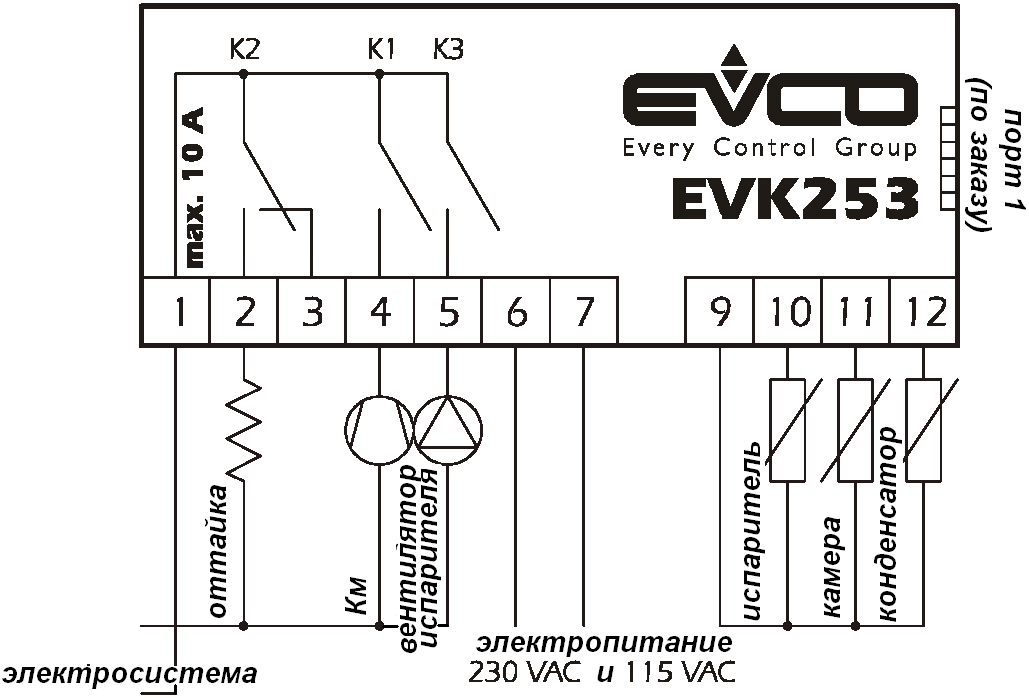 K2 K1 K3
max. 10 A
EVCO
Every Control Group
EVK253
порт 1
(по заказу)
1 2 3 4 5 6 7 9 10 11 12
оттайка
Км
вентилятор
испарителя
испаритель
камера
конденсатор
электросистема
электропитание
230 VAC и 115 VAC